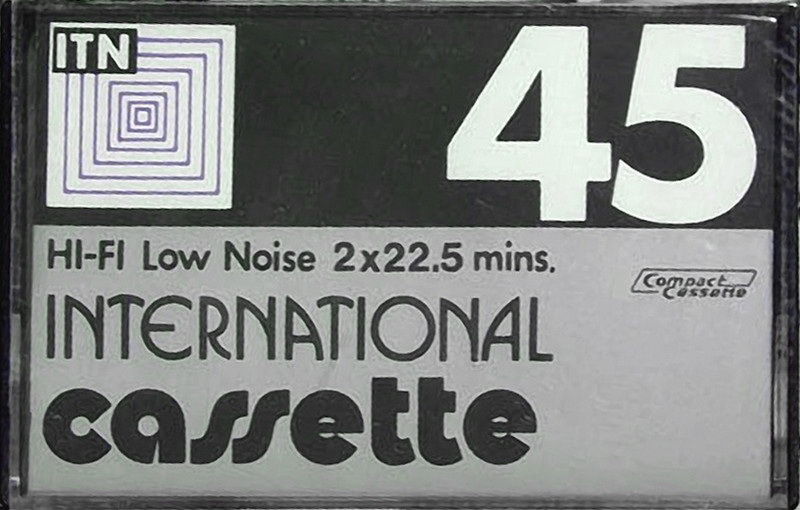 ITN
45
HI-FI Low Noise 2x22.5 mins.
Compact
Cassette
INTERNATIONAL
cassette